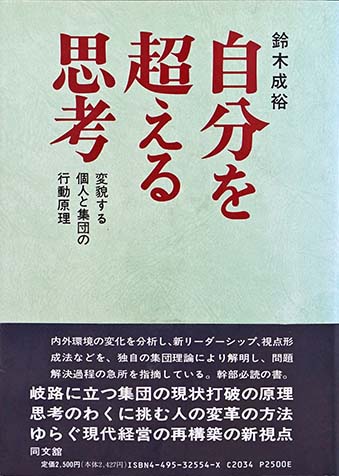 鈴木成裕
自分を
超える
思考
変貌する
個人と集団の
行動原理
内外環境の変化を分析し、新リーダーシップ、視点形
成法などを、独自の集団理論により解明し、問題
解決過程の急所を指摘している。幹部必読の書。
岐路に立つ集団の現状打破の原理
思考のわくに挑む人の変革の方法
ゆらぐ現代経営の再構築の新視点
同文館
定価2,500円(本体2,427円) ISBN4-495-32554-X C2034 P2500E